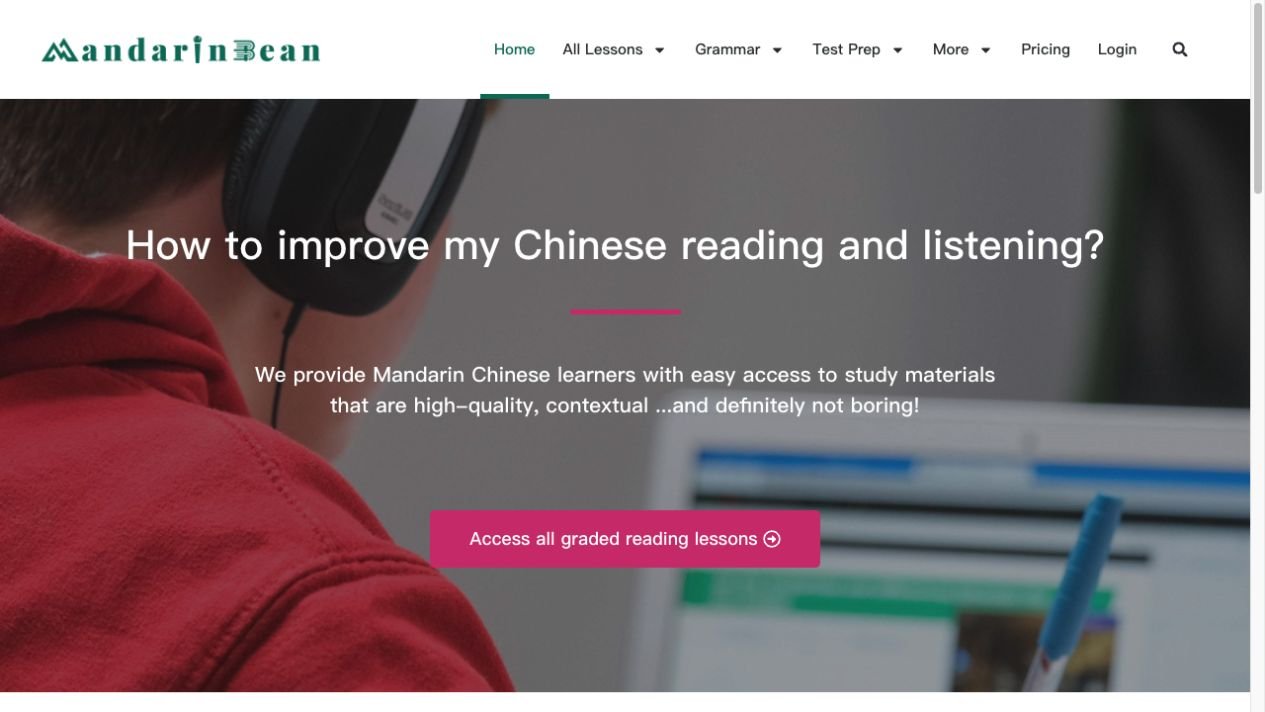 MandarinBean
Home All Lessons Grammar Test Prep More Pricing Login
How to improve my Chinese reading and listening?
We provide Mandarin Chinese learners with easy access to study materials
that are high-quality, contextual ...and definitely not boring!
Access all graded reading lessons